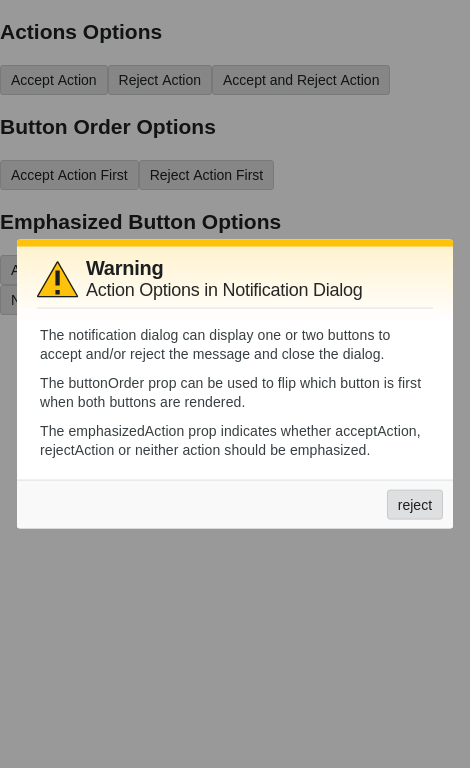 Actions Options
Accept Action Reject Action Accept and Reject Action
Button Order Options
Accept Action First Reject Action First
Emphasized Button Options
Warning
Action Options in Notification Dialog
The notification dialog can display one or two buttons to
accept and/or reject the message and close the dialog.
The buttonOrder prop can be used to flip which button is first
when both buttons are rendered.
The emphasizedAction prop indicates whether acceptAction,
rejectAction or neither action should be emphasized.
reject